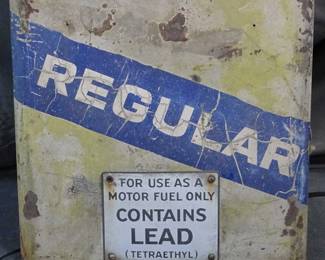 REGULAR
FOR USE AS A
MOTOR FUEL ONLY
CONTAINS
LEAD
(TETRAETHYL)